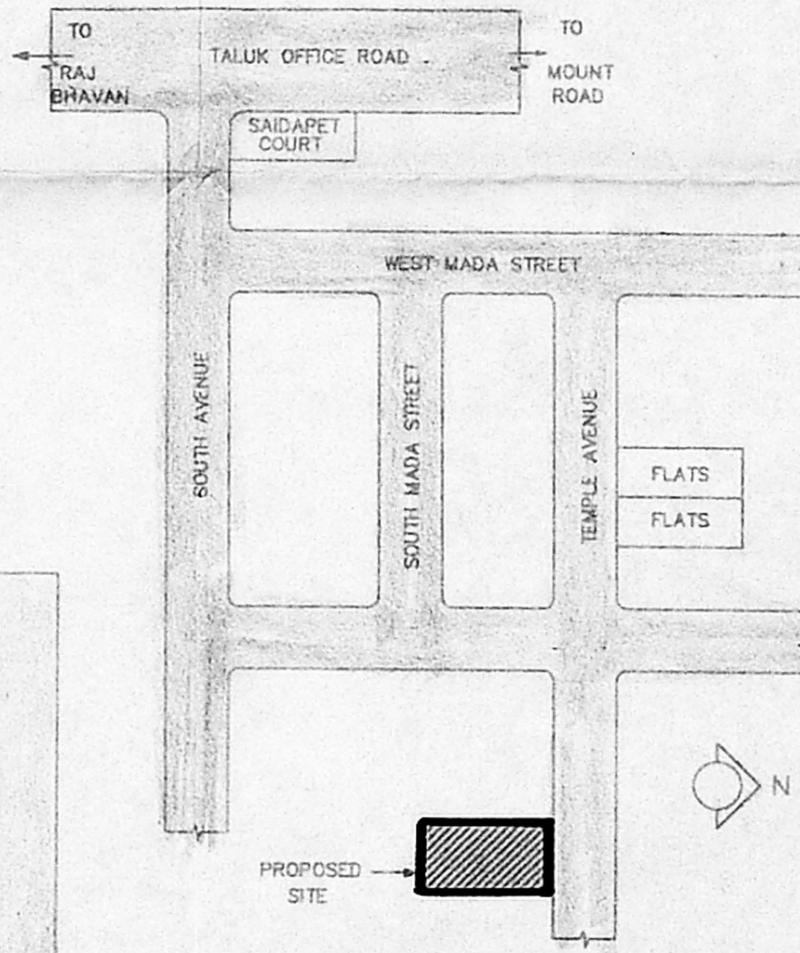 TO
TO
TALUK OFFICE ROAD .
RAJ
BHAVAN
MOUNT
ROAD
SAIDAPET
COURT
WEST MADA STREET
SOUTH AVENUE
SOUTH MADA STREET
TEMPLE AVENUE
FLATS
FLATS
N
PROPOSED
SITE